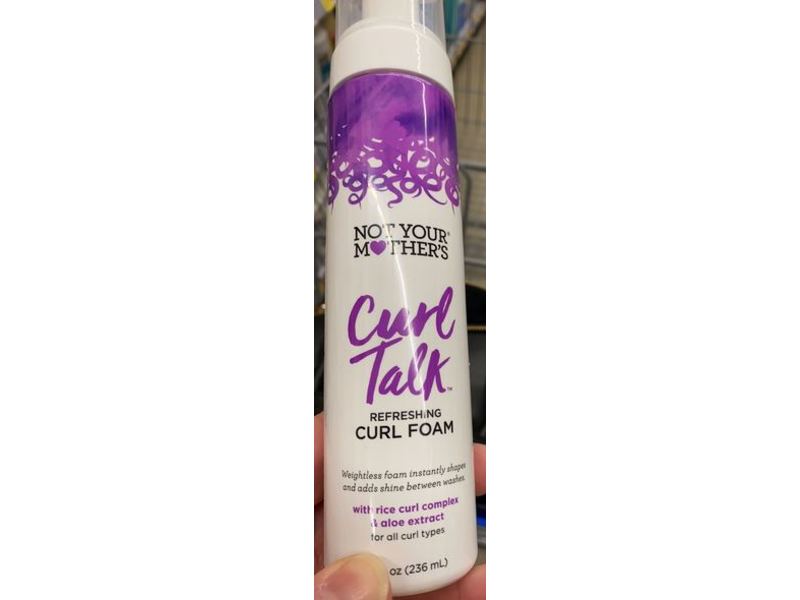 NOT YOUR®
MOTHER'S
Curl
Talk™
REFRESHING
CURL FOAM
Weightless foam instantly shapes
and adds shine between washes.
with rice curl complex
& aloe extract
for all curl types
oz (236 mL)